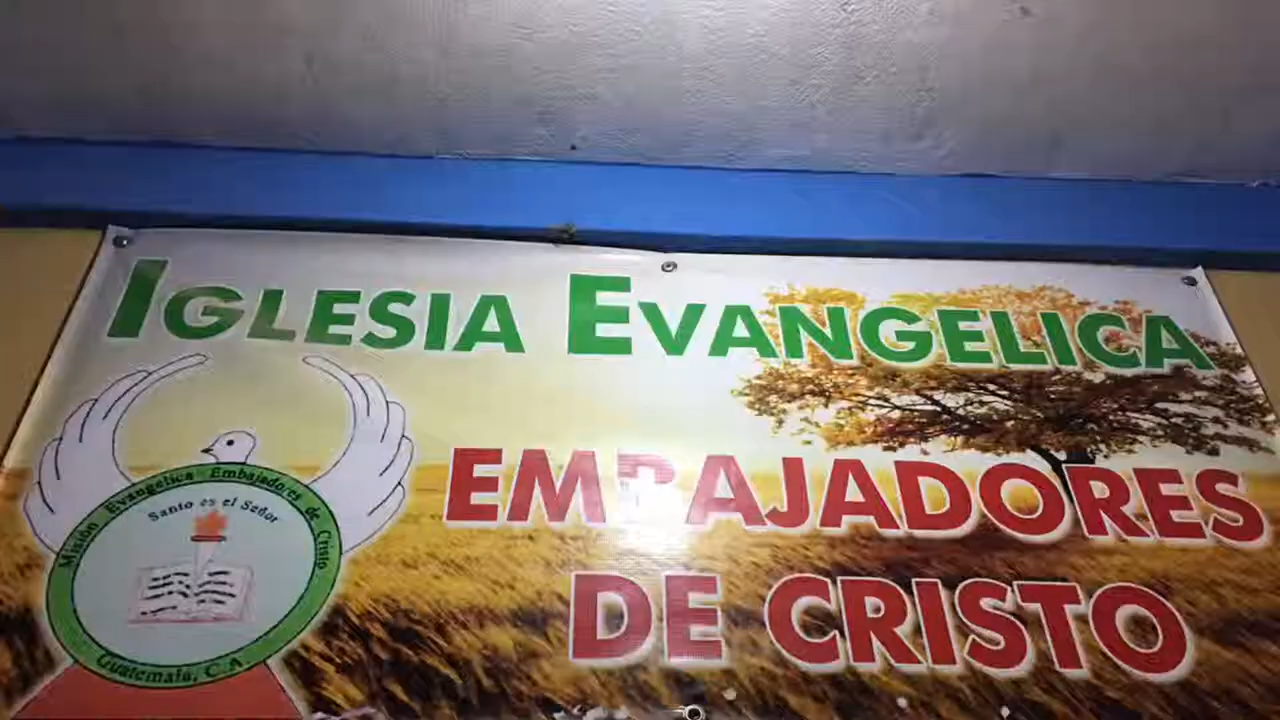 IGLESIA EVANGELICA
EMBAJADORES
DE CRISTO
Misión Evangelica Embajadores de Cristo
Santo es el Señor
Guatemala, C.A.